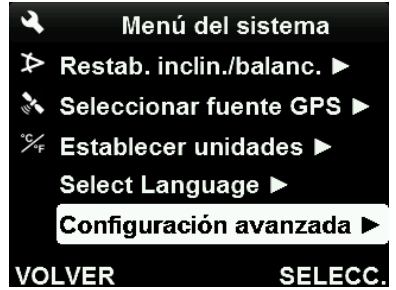 Menú del sistema
Restab. inclin./balanc. ►
Seleccionar fuente GPS ►
°C/°F Establecer unidades ►
Select Language ►
Configuración avanzada ►
VOLVER SELECC.